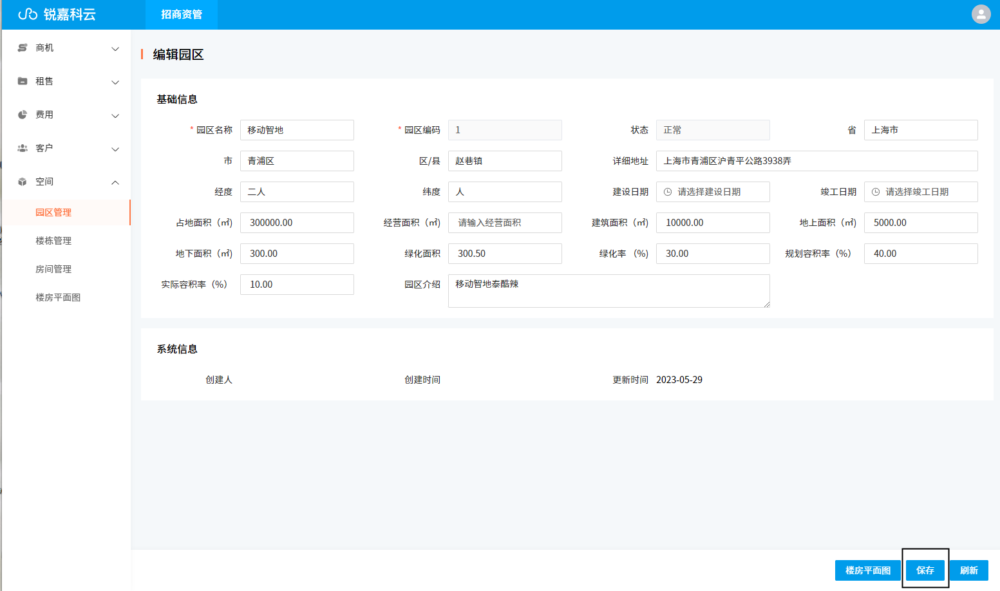 锐嘉科云 招商资管
商机
租售
费用
客户
空间
园区管理
楼栋管理
房间管理
楼房平面图
编辑园区
基础信息
* 园区名称 移动智地 * 园区编码 1 状态 正常 省 上海市
市 青浦区 区/县 赵巷镇 详细地址 上海市青浦区沪青平公路3938弄
经度 二人 纬度 人 建设日期 请选择建设日期 竣工日期 请选择竣工日期
占地面积（㎡) 300000.00 经营面积（㎡) 请输入经营面积 建筑面积（㎡) 10000.00 地上面积（㎡) 5000.00
地下面积（㎡) 300.00 绿化面积 300.50 绿化率 （%) 30.00 规划容积率（%） 40.00
实际容积率（%） 10.00 园区介绍 移动智地泰酷辣
系统信息
创建人 创建时间 更新时间 2023-05-29
楼房平面图 保存 刷新